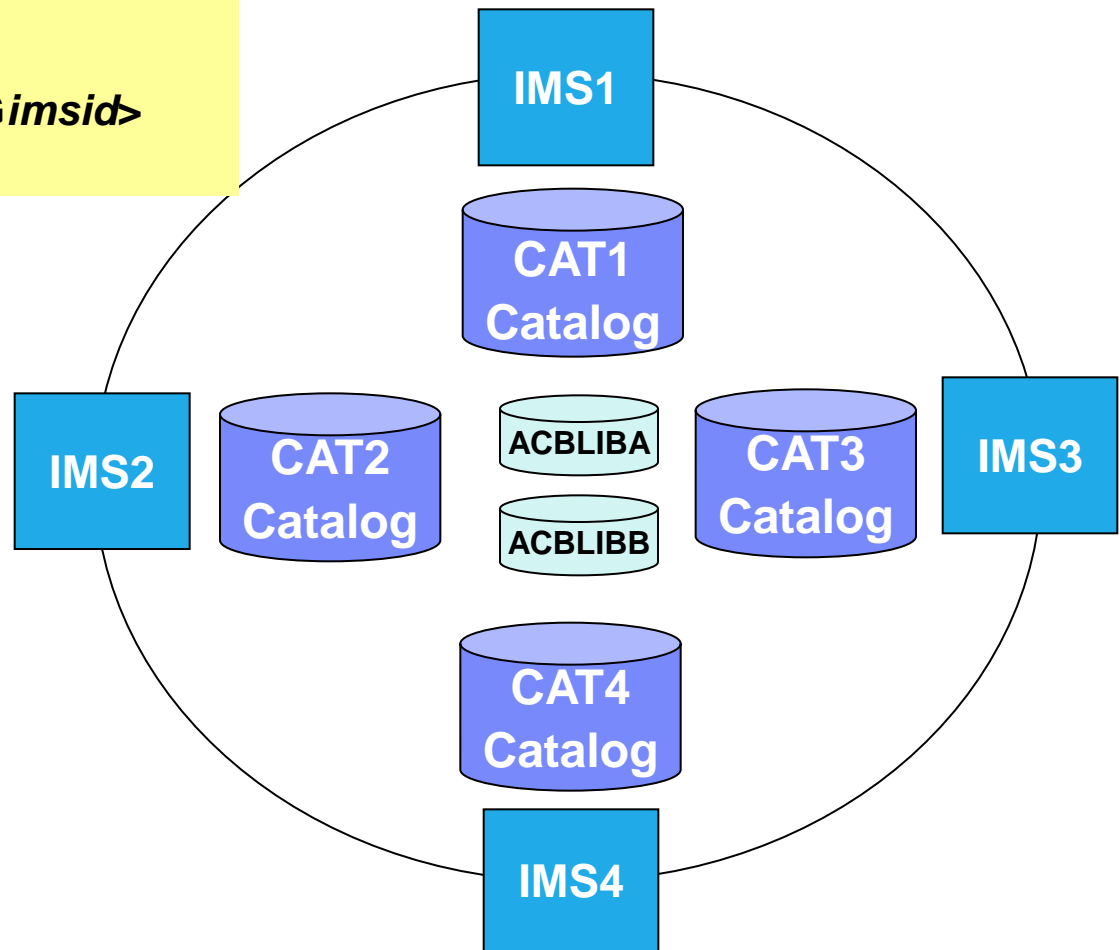 imsid>
IMS1
CAT1
Catalog
IMS2
CAT2
Catalog
ACBLIBA
ACBLIBB
CAT3
Catalog
IMS3
CAT4
Catalog
IMS4